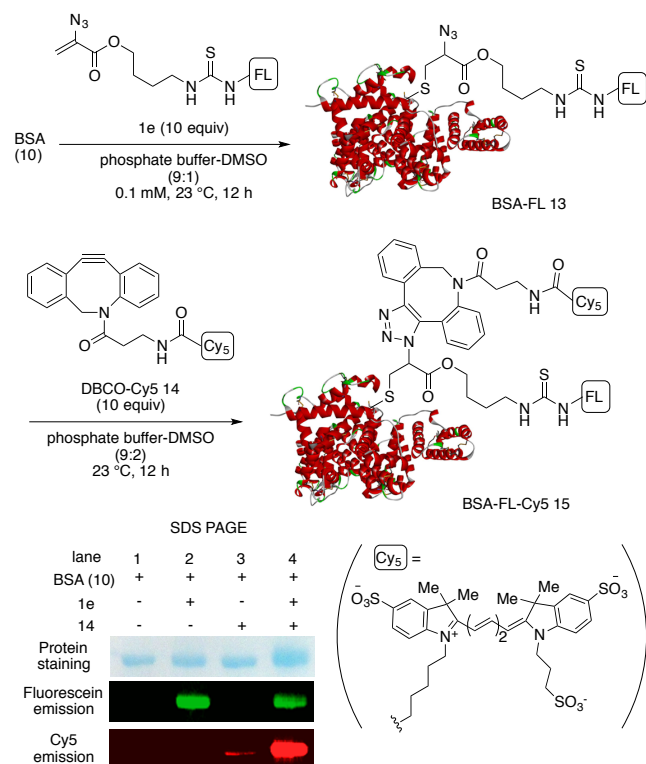 N3
O
O
N
H
S
N
H
FL
BSA
(10)
1e (10 equiv)
phosphate buffer-DMSO
(9:1)
0.1 mM, 23 °C, 12 h
N3
S
O
O
N
H
S
N
H
FL
BSA-FL 13
N
O
NH
O
Cy5
DBCO-Cy5 14
(10 equiv)
phosphate buffer-DMSO
(9:2)
23 °C, 12 h
N
O
NH
O
Cy5
N
N
N
S
O
O
N
H
S
N
H
FL
BSA-FL-Cy5 15
SDS PAGE
lane 1 2 3 4
BSA (10) + + + +
1e - + - +
14 - - + +
Protein
staining
Fluorescein
emission
Cy5
emission
Cy5 =
-O
SO3
Me
Me
N+
2
Me
Me
N
SO3-
SO3-